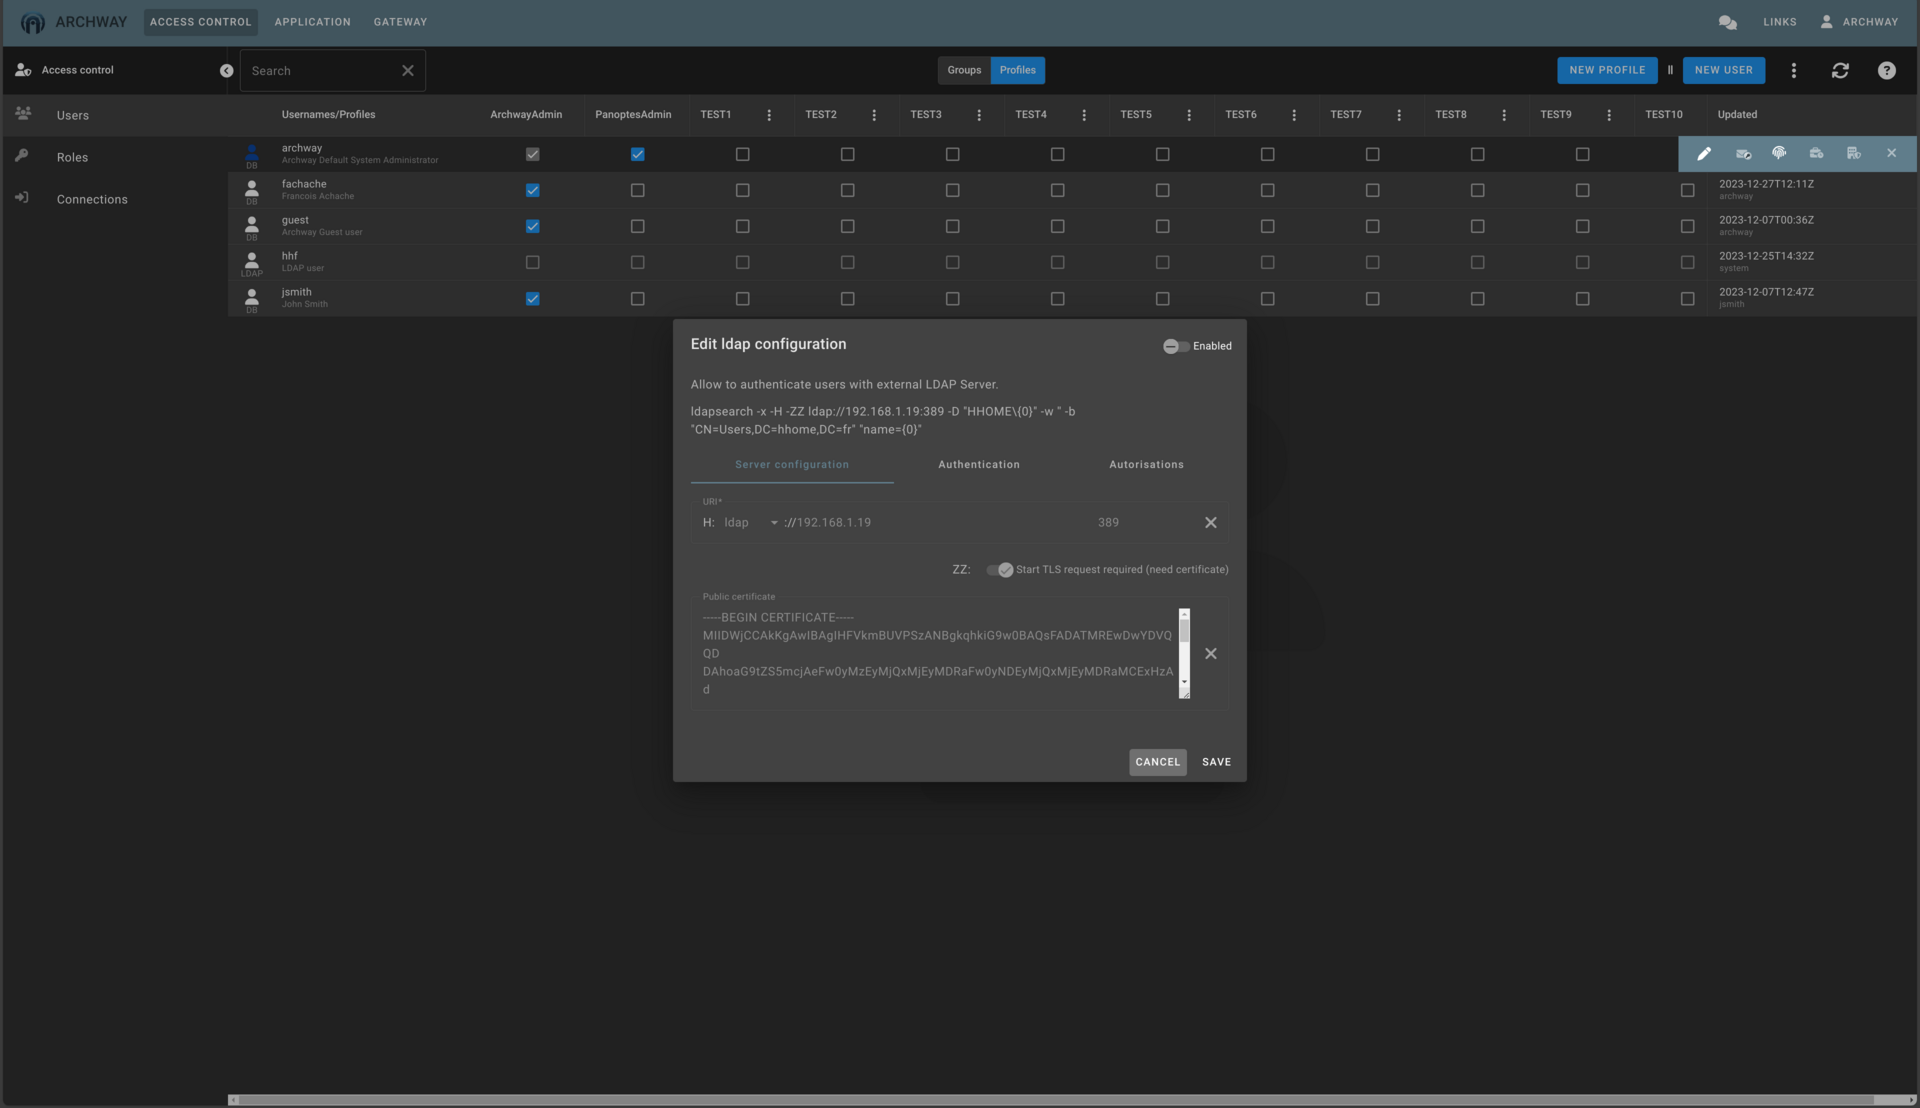 ARCHWAY ACCESS CONTROL APPLICATION GATEWAY LINKS ARCHWAY
Access control Search Groups Profiles NEW PROFILE NEW USER
Users
Roles
Connections
Usernames/Profiles ArchwayAdmin PanoptesAdmin TEST1 TEST2 TEST3 TEST4 TEST5 TEST6 TEST7 TEST8 TEST9 TEST10 Updated
archway
DB Archway Default System Administrator
fachache 2023-12-27T12:11Z
DB Francois Achache archway
guest 2023-12-07T00:36Z
DB Archway Guest user archway
hhf 2023-12-25T14:32Z
LDAP LDAP user system
jsmith 2023-12-07T12:47Z
DB John Smith jsmith
Edit ldap configuration Enabled
Allow to authenticate users with external LDAP Server.
ldapsearch -x -H -ZZ ldap://192.168.1.19:389 -D "HHOME\{0}" -w '' -b
"CN=Users,DC=hhome,DC=fr" "name={0}"
Server configuration Authentication Autorisations
URI*
H: ldap ://192.168.1.19 389
ZZ: Start TLS request required (need certificate)
Public certificate
-----BEGIN CERTIFICATE-----
MIIDWjCCAkKgAwIBAgIHFVkmBUVPSzANBgkqhkiG9w0BAQsFADATMREwDwYDVQ
QD
DAhoaG9tZS5mcjAeFw0yMzEyMjQxMjEyMDRaFw0yNDEyMjQxMjEyMDRaMCExHzA
d
CANCEL SAVE